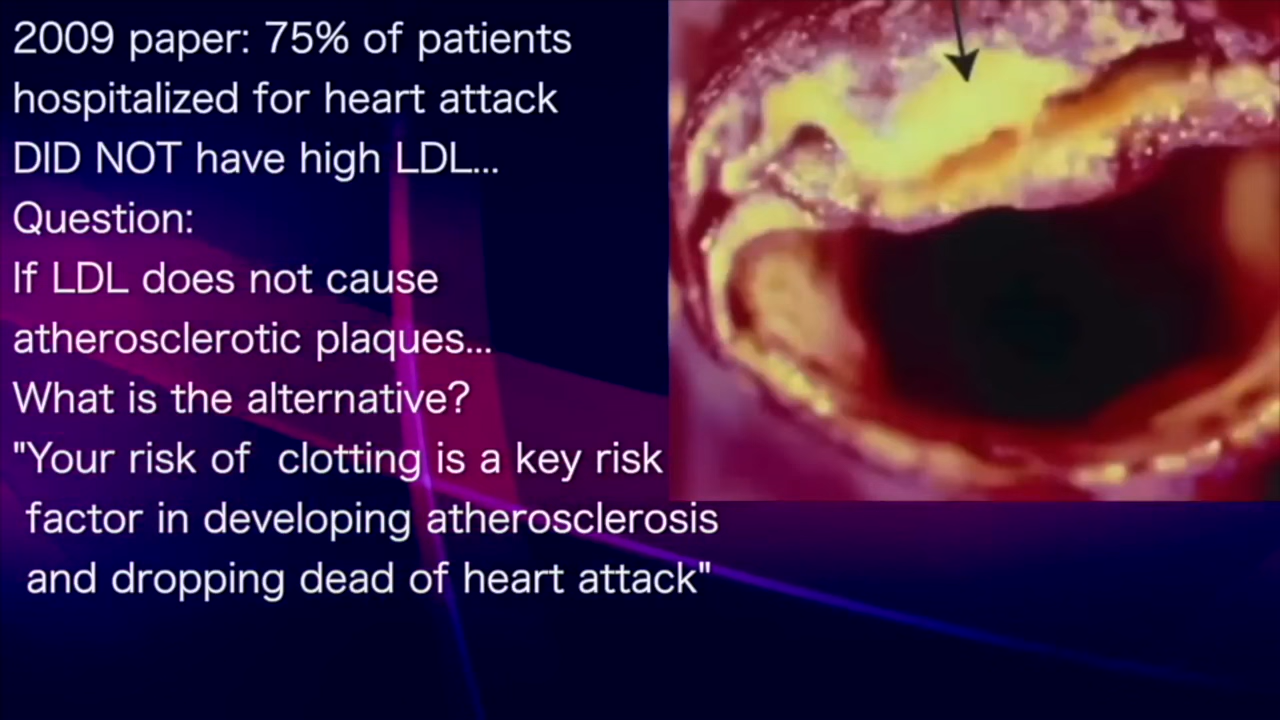 2009 paper: 75% of patients
hospitalized for heart attack
DID NOT have high LDL...
Question:
If LDL does not cause
atherosclerotic plaques...
What is the alternative?
"Your risk of  clotting is a key risk
factor in developing atherosclerosis
and dropping dead of heart attack"